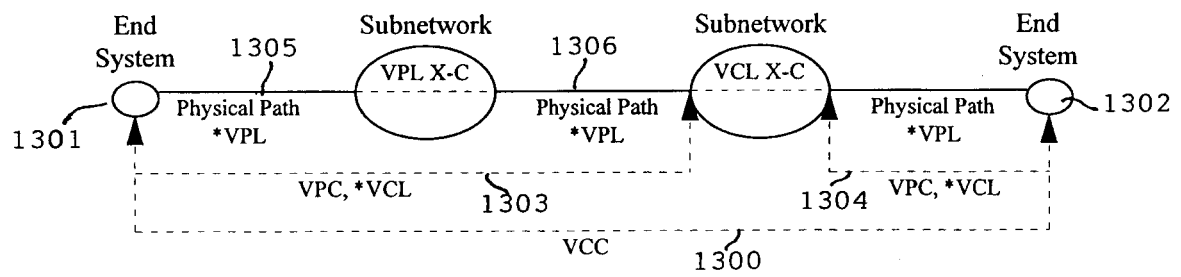 End
System
1305
Subnetwork
1306
Subnetwork
End
System
VPL X-C
VCL X-C
1301
Physical Path
*VPL
Physical Path
*VPL
Physical Path
*VPL
1302
VPC, *VCL
1303
1304
VPC, *VCL
VCC
1300